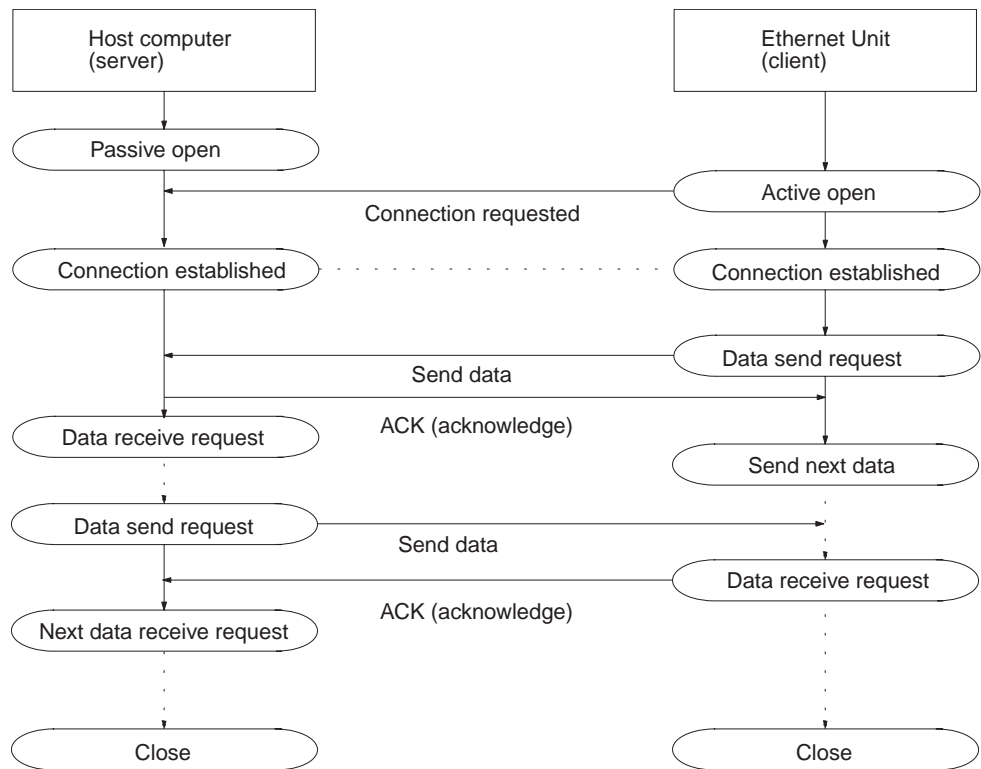 Host computer
(server)
Ethernet Unit
(client)
Passive open
Active open
Connection requested
Connection established
Connection established
Data send request
Send data
ACK (acknowledge)
Data receive request
Send next data
Data send request
Send data
Data receive request
ACK (acknowledge)
Next data receive request
Close
Close